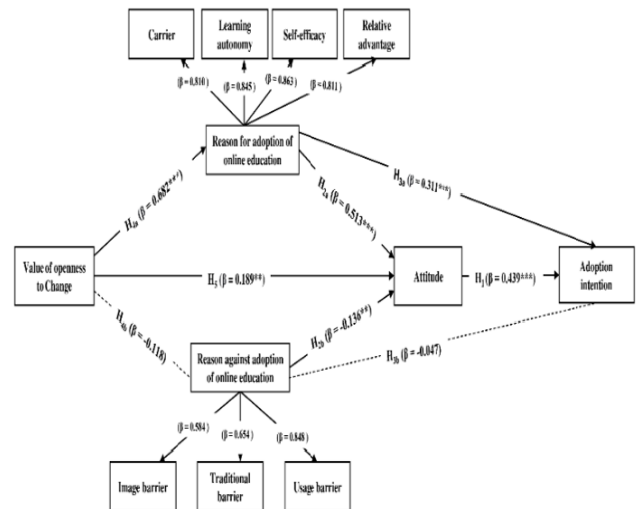 Carrier
Learning
autonomy
Self-efficacy
Relative
advantage
(β = 0.810)
(β = 0.845)
(β = 0.863)
(β = 0.811)
Reason for adoption of
online education
H4a (β = 0.682***)
H2a (β = 0.513***)
H3a (β = 0.311***)
Value of openness
to Change
H5 (β = 0.189**)
Attitude
H1 (β = 0.439***)
Adoption
intention
H4b (β = -0.118)
H2b (β = -0.136**)
H3b (β = -0.047)
Reason against adoption
of online education
(β = 0.584)
(β = 0.654)
(β = 0.848)
Image barrier
Traditional
barrier
Usage barrier